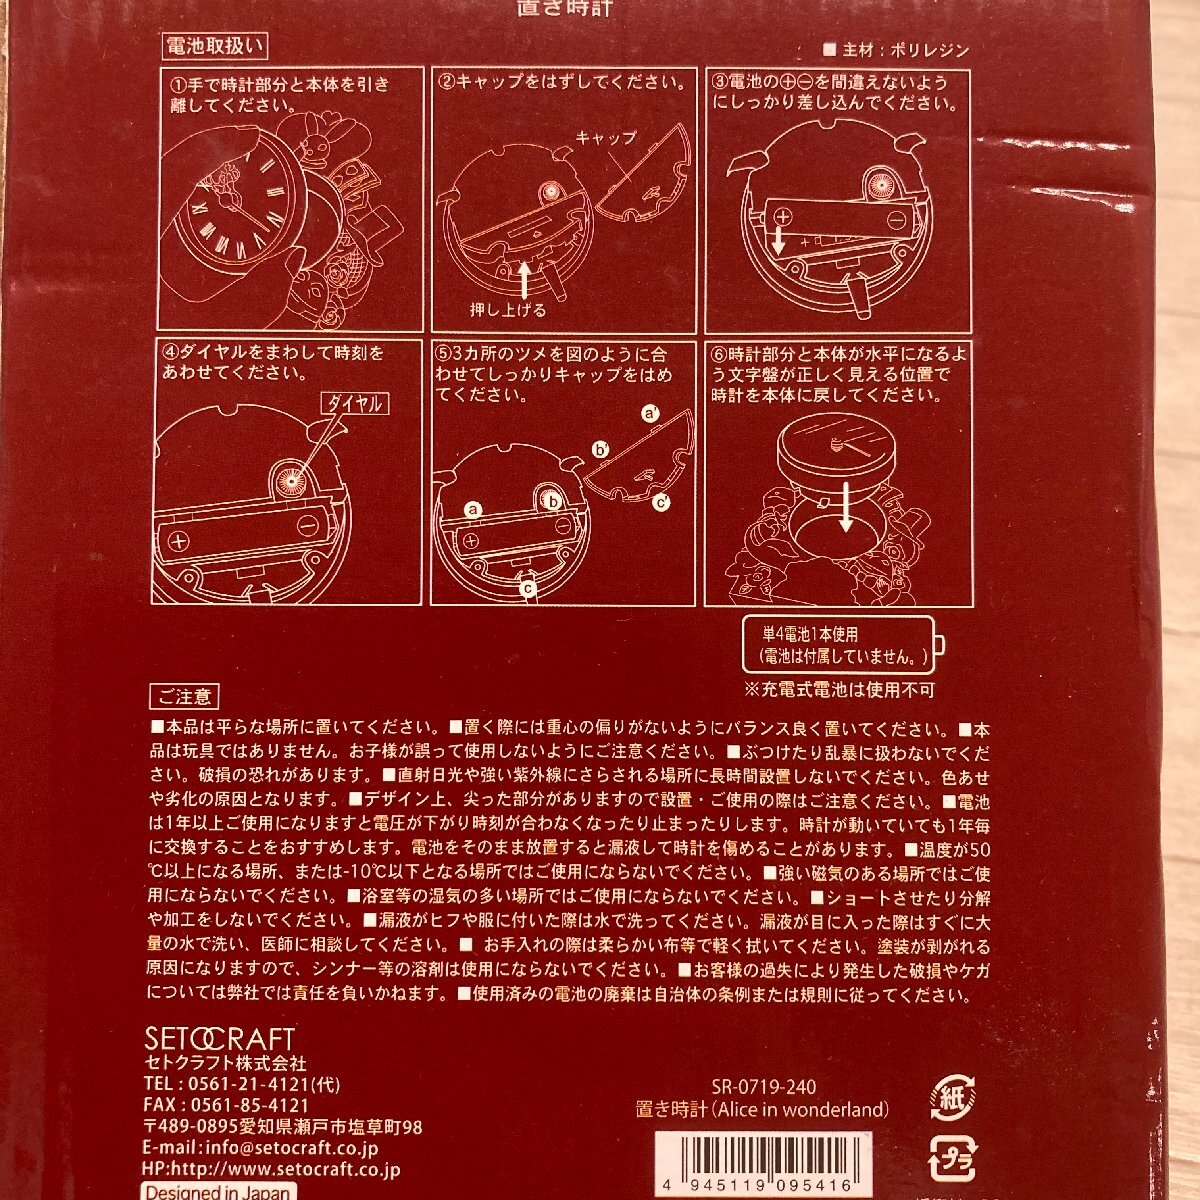 置き時計
電池取扱い
■ 主材：ポリレジン
①手で時計部分と本体を引き
離してください。
②キャップをはずしてください。
キャップ
押し上げる
③電池の⊕⊖を間違えないよう
にしっかり差し込んでください。
+
−
+
④ダイヤルをまわして時刻を
あわせてください。
ダイヤル
+
−
⑤3カ所のツメを図のように合
わせてしっかりキャップをはめ
てください。
a'
b'
c'
a
b
+
−
c
⑥時計部分と本体が水平になるよ
う文字盤が正しく見える位置で
時計を本体に戻してください。
単4電池1本使用
(電池は付属していません。)
※充電式電池は使用不可
ご注意
■本品は平らな場所に置いてください。■置く際には重心の偏りがないようにバランス良く置いてください。■本
品は玩具ではありません。お子様が誤って使用しないようにご注意ください。■ぶつけたり乱暴に扱わないでくだ
さい。破損の恐れがあります。■直射日光や強い紫外線にさらされる場所に長時間設置しないでください。色あせ
や劣化の原因となります。■デザイン上、尖った部分がありますので設置・ご使用の際はご注意ください。■電池
は1年以上ご使用になりますと電圧が下がり時刻が合わなくなったり止まったりします。時計が動いていても1年毎
に交換することをおすすめします。電池をそのまま放置すると漏液して時計を傷めることがあります。■温度が50
℃以上になる場所、または-10℃以下となる場所ではご使用にならないでください。■強い磁気のある場所ではご使
用にならないでください。■浴室等の湿気の多い場所ではご使用にならないでください。■ショートさせたり分解
や加工をしないでください。■漏液がヒフや服に付いた際は水で洗ってください。漏液が目に入った際はすぐに大
量の水で洗い、医師に相談してください。■ お手入れの際は柔らかい布等で軽く拭いてください。塗装が剥がれる
原因になりますので、シンナー等の溶剤は使用にならないでください。■お客様の過失により発生した破損やケガ
については弊社では責任を負いかねます。■使用済みの電池の廃棄は自治体の条例または規則に従ってください。
SETOCRAFT
セトクラフト株式会社
TEL : 0561-21-4121(代)
FAX : 0561-85-4121
〒489-0895愛知県瀬戸市塩草町98
E-mail : info@setocraft.co.jp
HP:http://www.setocraft.co.jp
Designed in Japan
SR-0719-240
置き時計（Alice in wonderland）
4 945119 095416
紙
プラ